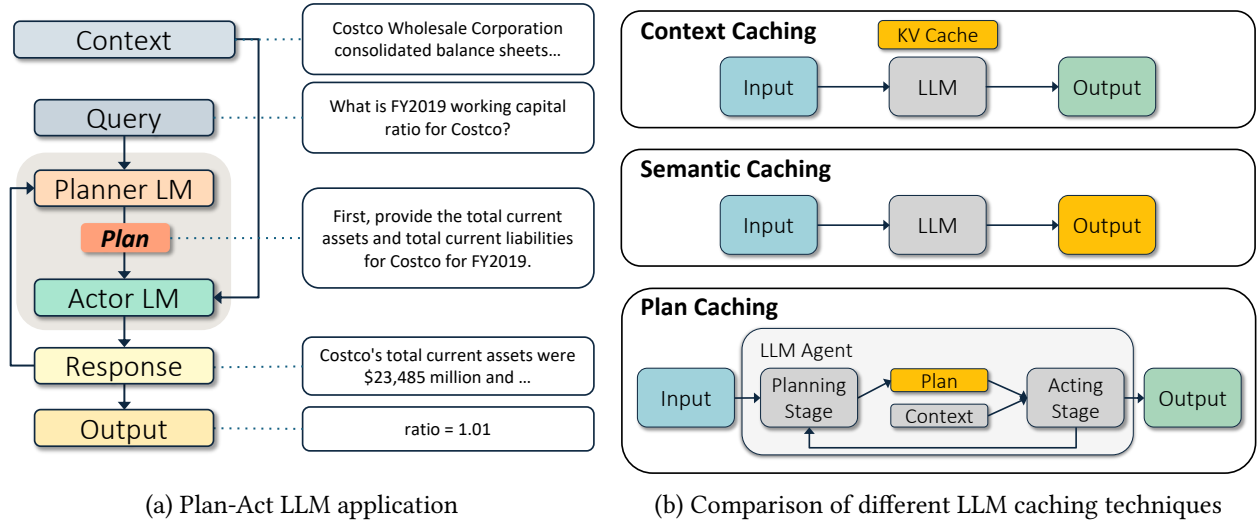 Context
Costco Wholesale Corporation
consolidated balance sheets...
Query
What is FY2019 working capital
ratio for Costco?
Planner LM
Plan
First, provide the total current
assets and total current liabilities
for Costco for FY2019.
Actor LM
Response
Costco's total current assets were
$23,485 million and ...
Output
ratio = 1.01
(a) Plan-Act LLM application
Context Caching
KV Cache
Input
LLM
Output
Semantic Caching
Input
LLM
Output
Plan Caching
LLM Agent
Input
Planning
Stage
Plan
Context
Acting
Stage
Output
(b) Comparison of different LLM caching techniques